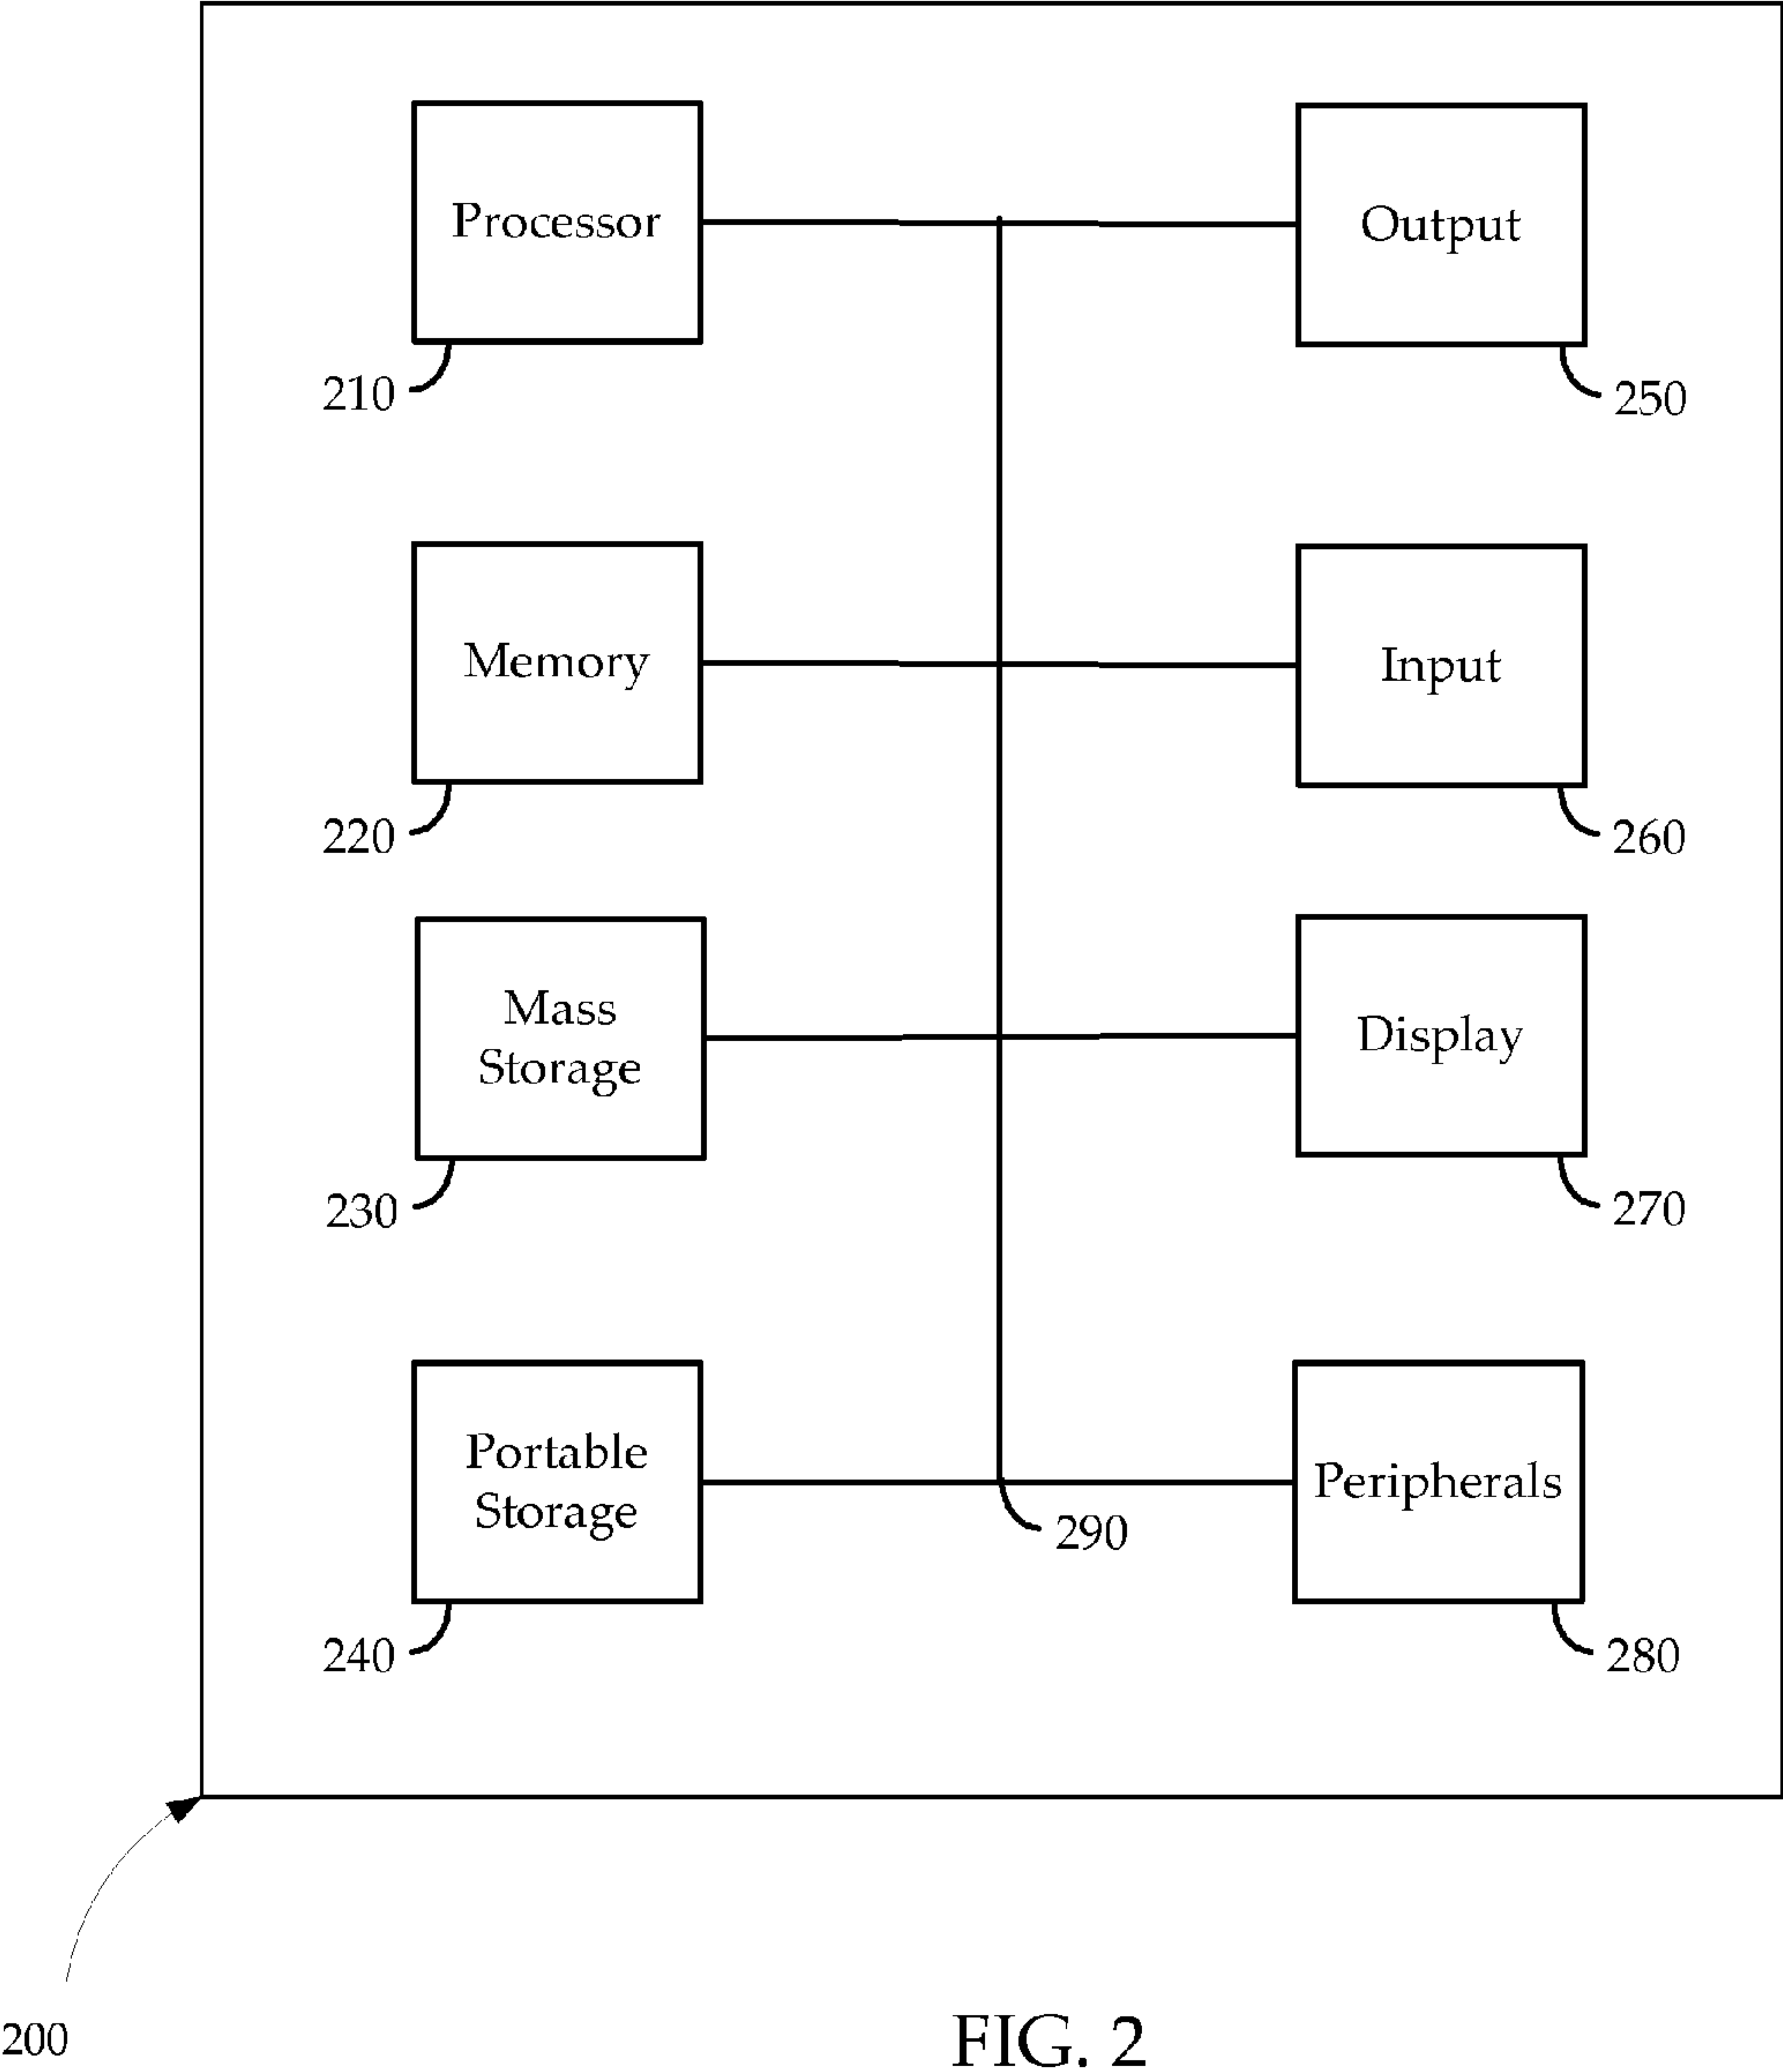 Processor
Output
210
250
Memory
Input
220
260
Mass
Storage
Display
230
270
Portable
Storage
Peripherals
290
240
280
200
FIG. 2